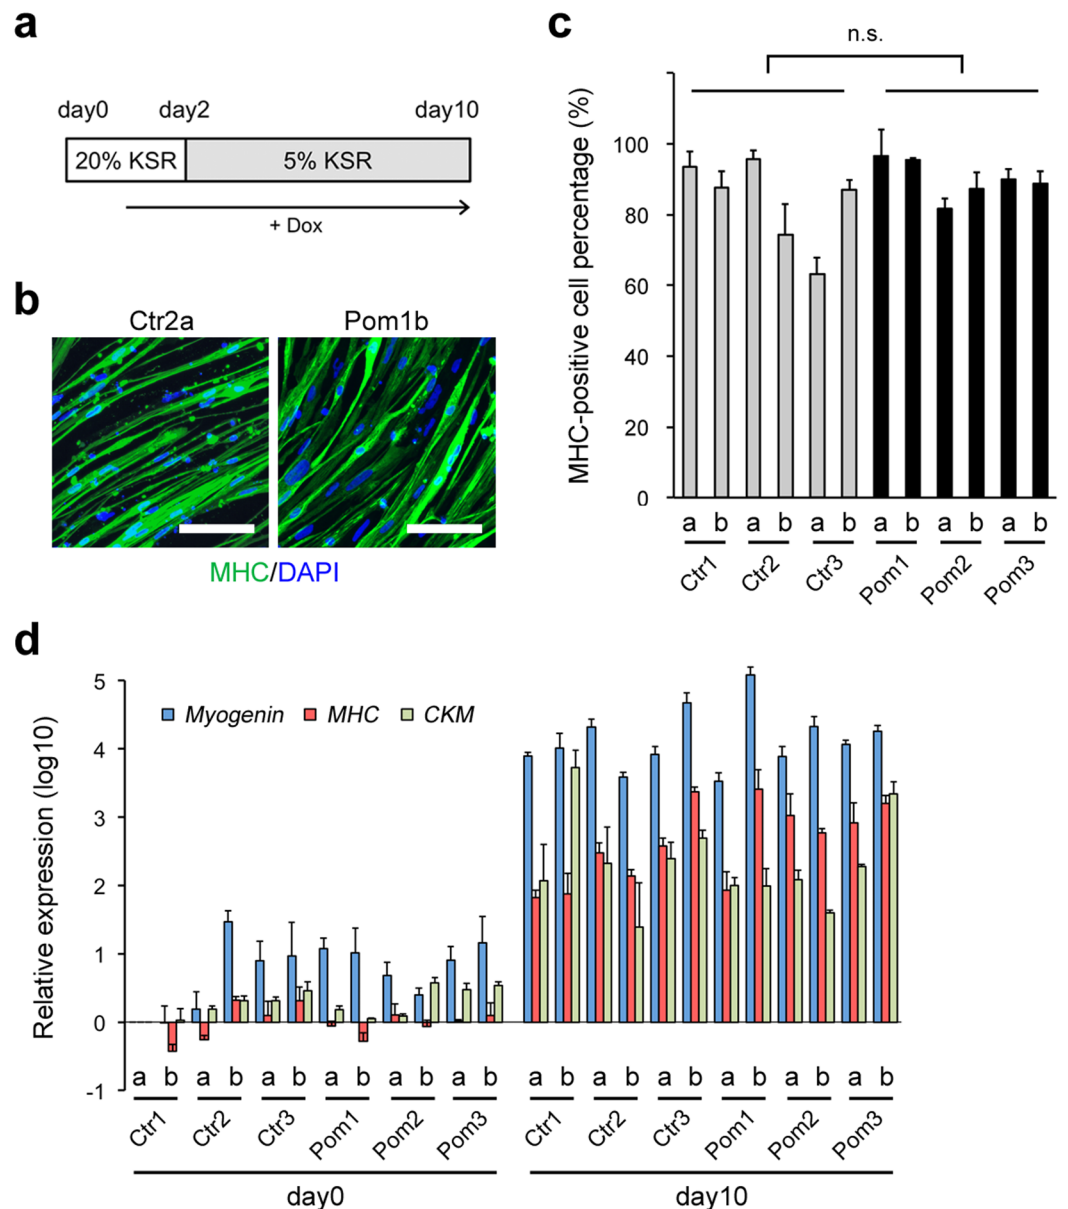 a
day0 day2 day10
20% KSR 5% KSR
+ Dox
b
Ctr2a Pom1b
MHC/DAPI
c
n.s.
MHC-positive cell percentage (%)
100
80
60
40
20
0
a b a b a b a b a b a b
Ctr1 Ctr2 Ctr3 Pom1 Pom2 Pom3
d
Relative expression (log10)
Myogenin MHC CKM
5
4
3
2
1
0
-1
a b a b a b a b a b a b a b a b a b a b a b a b
Ctr1 Ctr2 Ctr3 Pom1 Pom2 Pom3 Ctr1 Ctr2 Ctr3 Pom1 Pom2 Pom3
day0 day10